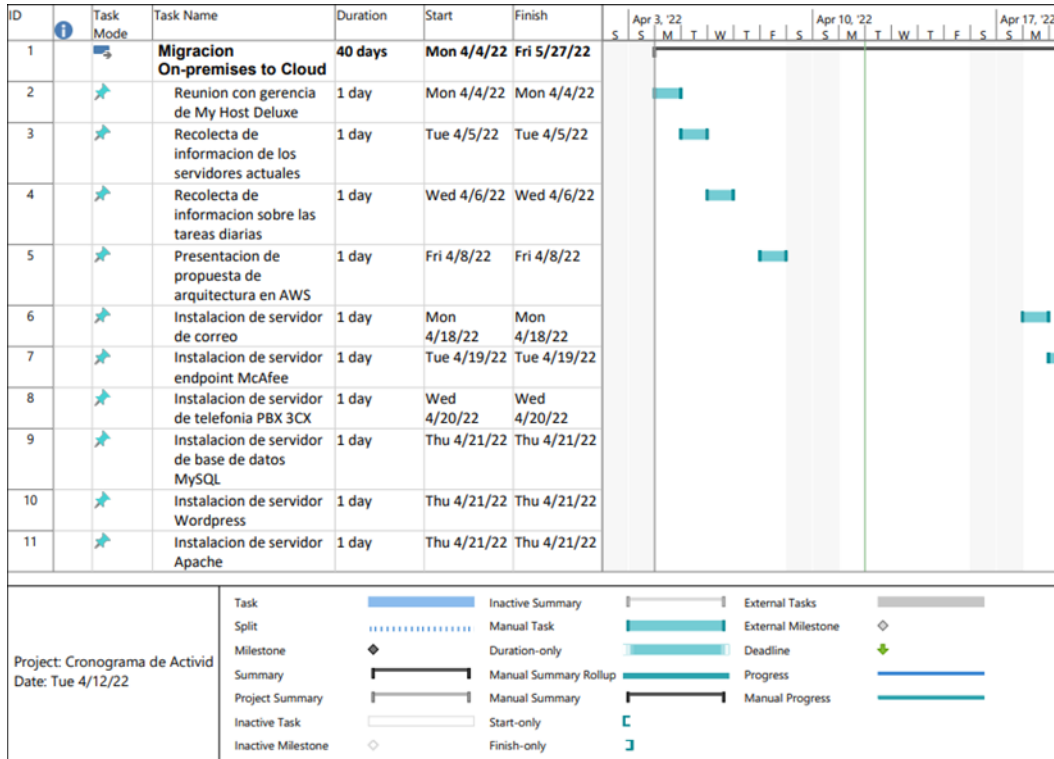 ID Task Mode Task Name Duration Start Finish
Apr 3, '22 Apr 10, '22 Apr 17, '22
S S M T W T F S S M T W T F S S M
1 Migracion On-premises to Cloud 40 days Mon 4/4/22 Fri 5/27/22
2 Reunion con gerencia de My Host Deluxe 1 day Mon 4/4/22 Mon 4/4/22
3 Recolecta de informacion de los servidores actuales 1 day Tue 4/5/22 Tue 4/5/22
4 Recolecta de informacion sobre las tareas diarias 1 day Wed 4/6/22 Wed 4/6/22
5 Presentacion de propuesta de arquitectura en AWS 1 day Fri 4/8/22 Fri 4/8/22
6 Instalacion de servidor de correo 1 day Mon 4/18/22 Mon 4/18/22
7 Instalacion de servidor endpoint McAfee 1 day Tue 4/19/22 Tue 4/19/22
8 Instalacion de servidor de telefonia PBX 3CX 1 day Wed 4/20/22 Wed 4/20/22
9 Instalacion de servidor de base de datos MySQL 1 day Thu 4/21/22 Thu 4/21/22
10 Instalacion de servidor Wordpress 1 day Thu 4/21/22 Thu 4/21/22
11 Instalacion de servidor Apache 1 day Thu 4/21/22 Thu 4/21/22
Project: Cronograma de Activid
Date: Tue 4/12/22
Task
Split
Milestone
Summary
Project Summary
Inactive Task
Inactive Milestone
Inactive Summary
Manual Task
Duration-only
Manual Summary Rollup
Manual Summary
Start-only
Finish-only
External Tasks
External Milestone
Deadline
Progress
Manual Progress